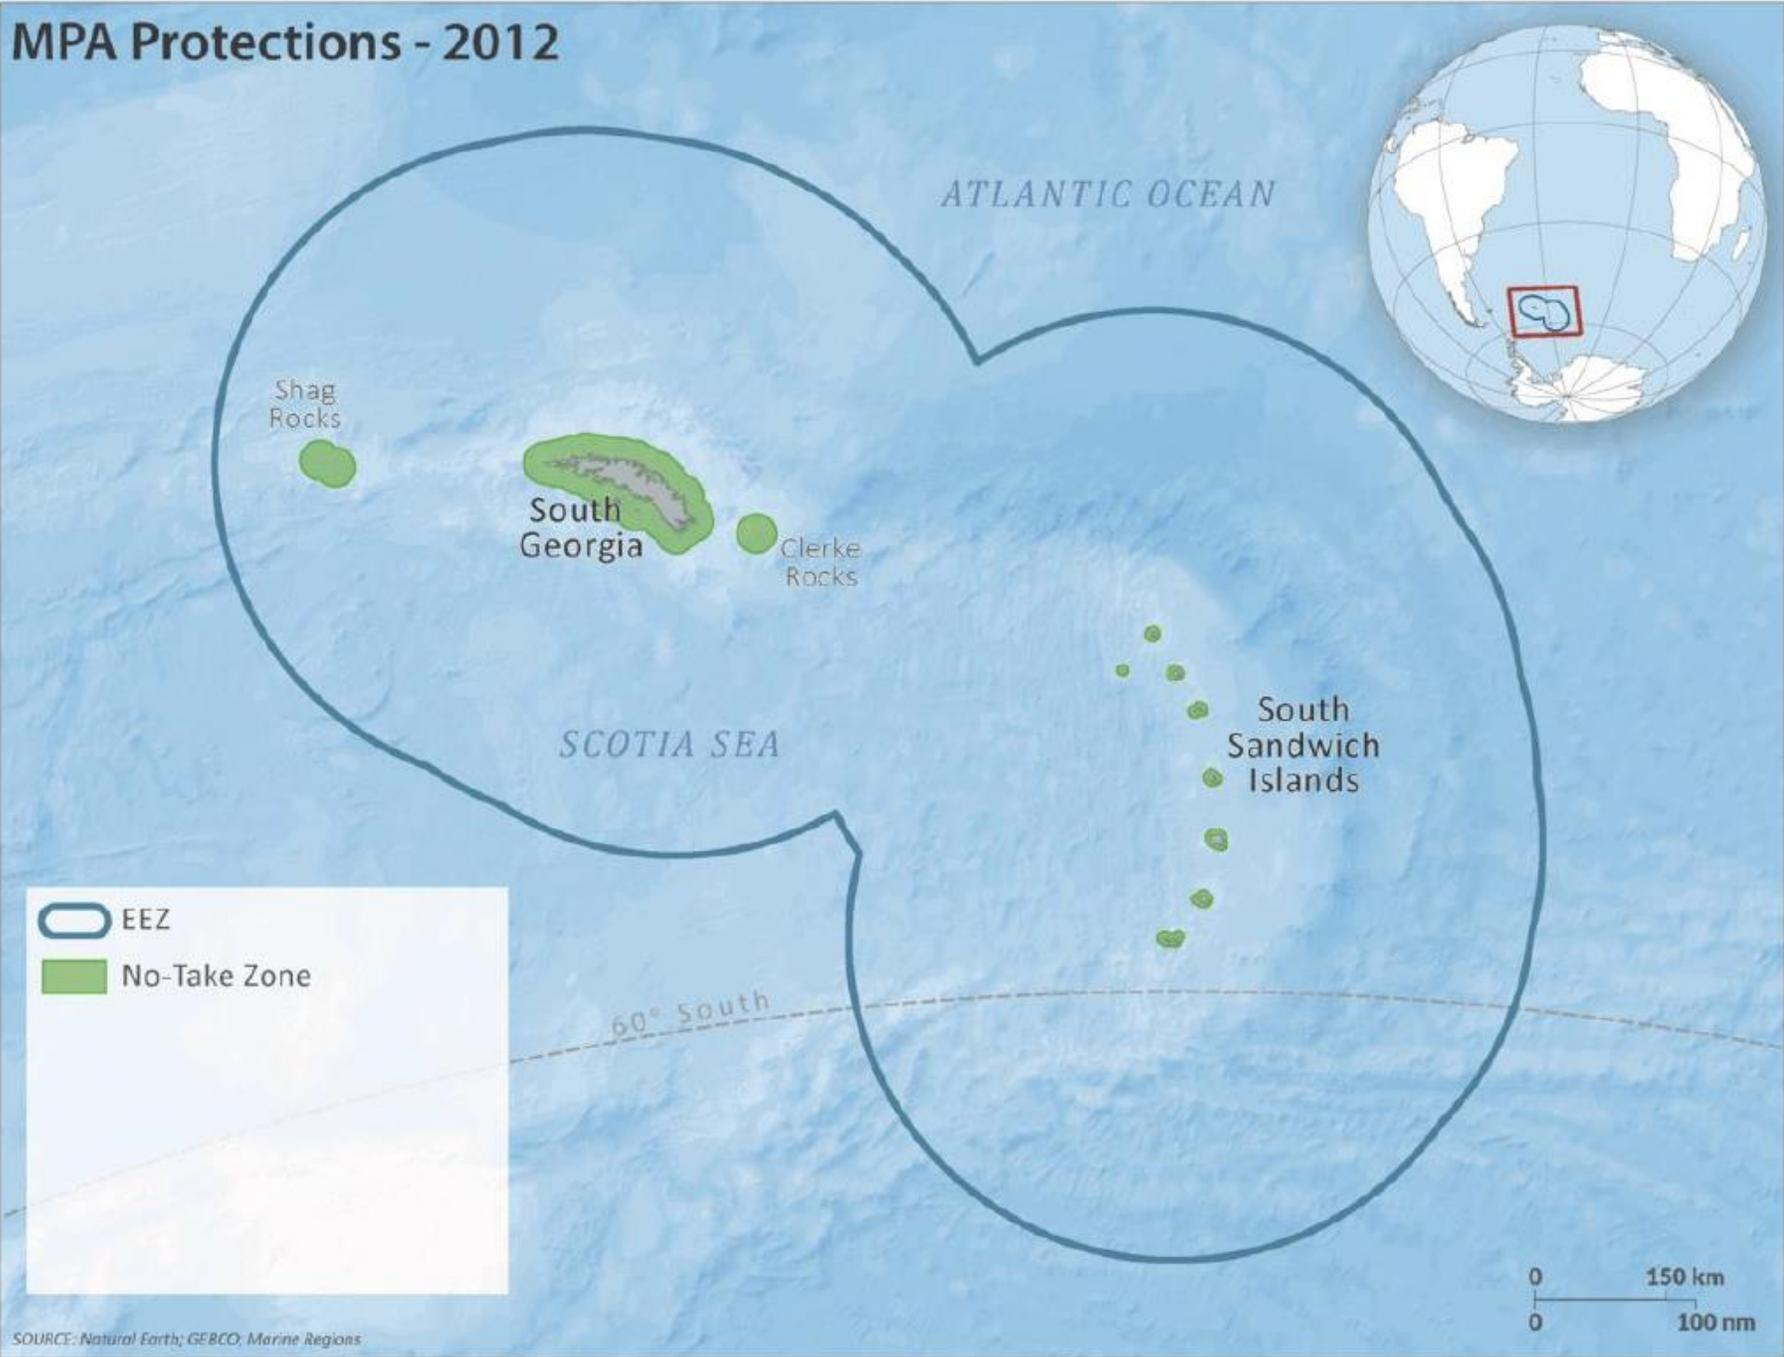 MPA Protections - 2012
ATLANTIC OCEAN
Shag
Rocks
South
Georgia
Clerke
Rocks
South
Sandwich
Islands
SCOTIA SEA
EEZ
No-Take Zone
60° South
0 150 km
0 100 nm
SOURCE: Natural Earth; GEBCO; Marine Regions